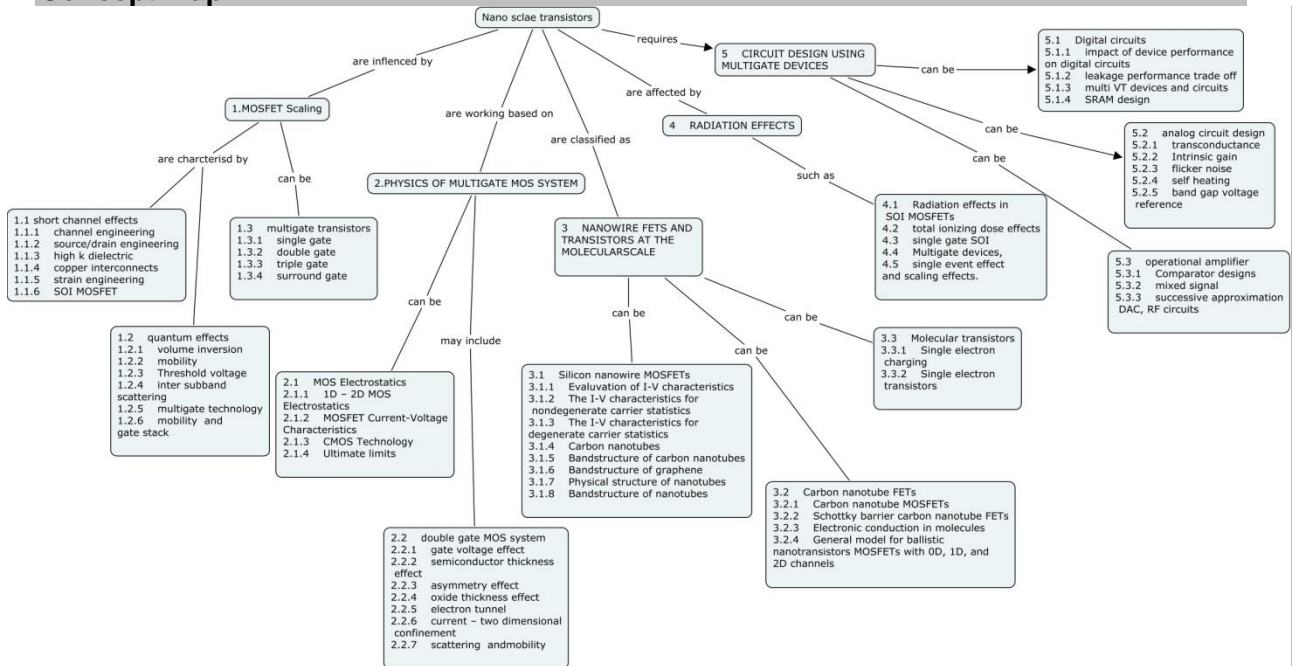 Nano sclae transistors
are inflenced by
requires
are working based on
are classified as
are affected by
1.MOSFET Scaling
are charcterisd by
can be
1.1 short channel effects
1.1.1 channel engineering
1.1.2 source/drain engineering
1.1.3 high k dielectric
1.1.4 copper interconnects
1.1.5 strain engineering
1.1.6 SOI MOSFET
1.2 quantum effects
1.2.1 volume inversion
1.2.2 mobility
1.2.3 Threshold voltage
1.2.4 inter subband
scattering
1.2.5 multigate technology
1.2.6 mobility and
gate stack
1.3 multigate transistors
1.3.1 single gate
1.3.2 double gate
1.3.3 triple gate
1.3.4 surround gate
2.PHYSICS OF MULTIGATE MOS SYSTEM
can be
may include
2.1 MOS Electrostatics
2.1.1 1D – 2D MOS
Electrostatics
2.1.2 MOSFET Current-Voltage
Characteristics
2.1.3 CMOS Technology
2.1.4 Ultimate limits
2.2 double gate MOS system
2.2.1 gate voltage effect
2.2.2 semiconductor thickness
effect
2.2.3 asymmetry effect
2.2.4 oxide thickness effect
2.2.5 electron tunnel
2.2.6 current – two dimensional
confinement
2.2.7 scattering andmobility
3 NANOWIRE FETS AND
TRANSISTORS AT THE
MOLECULARSCALE
can be
can be
can be
3.1 Silicon nanowire MOSFETs
3.1.1 Evaluvation of I-V characteristics
3.1.2 The I-V characteristics for
nondegenerate carrier statistics
3.1.3 The I-V characteristics for
degenerate carrier statistics
3.1.4 Carbon nanotubes
3.1.5 Bandstructure of carbon nanotubes
3.1.6 Bandstructure of graphene
3.1.7 Physical structure of nanotubes
3.1.8 Bandstructure of nanotubes
3.2 Carbon nanotube FETs
3.2.1 Carbon nanotube MOSFETs
3.2.2 Schottky barrier carbon nanotube FETs
3.2.3 Electronic conduction in molecules
3.2.4 General model for ballistic
nanotransistors MOSFETs with 0D, 1D, and
2D channels
3.3 Molecular transistors
3.3.1 Single electron
charging
3.3.2 Single electron
transistors
4 RADIATION EFFECTS
such as
4.1 Radiation effects in
SOI MOSFETs
4.2 total ionizing dose effects
4.3 single gate SOI
4.4 Multigate devices,
4.5 single event effect
and scaling effects.
5 CIRCUIT DESIGN USING
MULTIGATE DEVICES
can be
can be
can be
5.1 Digital circuits
5.1.1 impact of device performance
on digital circuits
5.1.2 leakage performance trade off
5.1.3 multi VT devices and circuits
5.1.4 SRAM design
5.2 analog circuit design
5.2.1 transconductance
5.2.2 Intrinsic gain
5.2.3 flicker noise
5.2.4 self heating
5.2.5 band gap voltage
reference
5.3 operational amplifier
5.3.1 Comparator designs
5.3.2 mixed signal
5.3.3 successive approximation
DAC, RF circuits